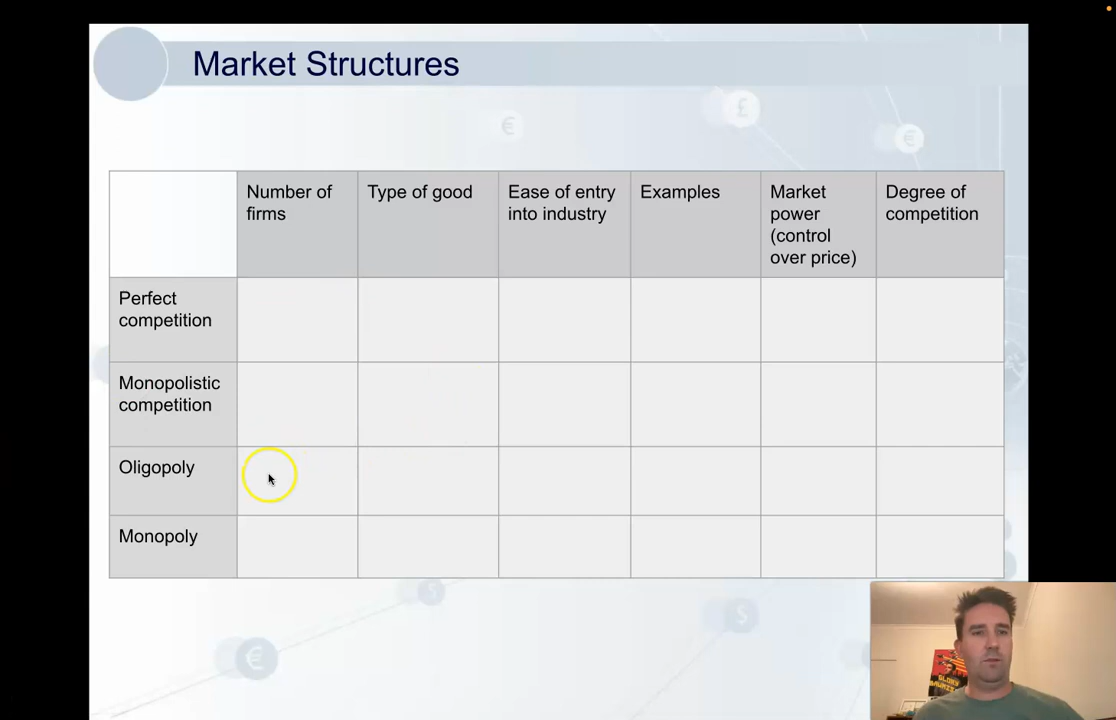 Market Structures
Number of
firms
Type of good
Ease of entry
into industry
Examples
Market
power
(control
over price)
Degree of
competition
Perfect
competition
Monopolistic
competition
Oligopoly
Monopoly